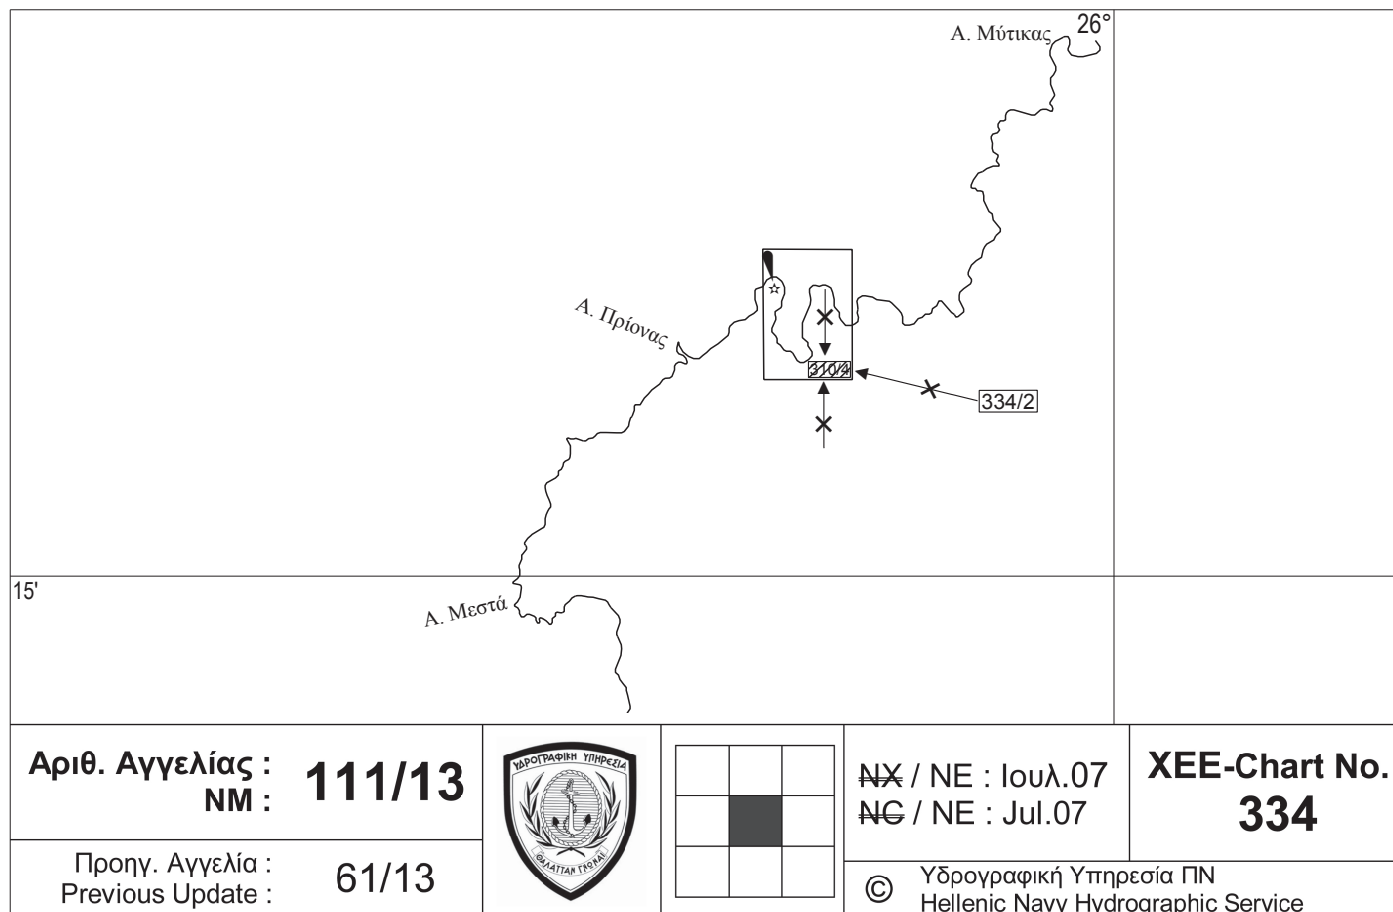 26°
Α. Μύτικας
Α. Πρίονας
310/4
334/2
15'
Α. Μεστά
Αριθ. Αγγελίας :
NM :
111/13
Προηγ. Αγγελία :
Previous Update :
61/13
ΥΔΡΟΓΡΑΦΙΚΗ ΥΠΗΡΕΣΙΑ
ΘΑΛΑΤΤΑΝ ΓΝΩΝΑΙ
NX / NE : Ιουλ.07
NC / NE : Jul.07
XEE-Chart No.
334
© Υδρογραφική Υπηρεσία ΠΝ
Hellenic Navy Hydrographic Service